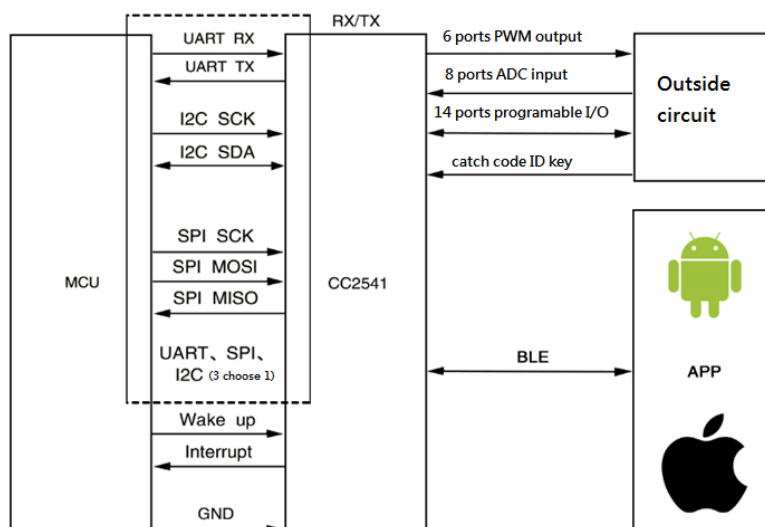 RX/TX
UART RX
UART TX
I2C SCK
I2C SDA
SPI SCK
SPI MOSI
SPI MISO
UART、SPI、
I2C (3 choose 1)
Wake up
Interrupt
GND
MCU
CC2541
6 ports PWM output
8 ports ADC input
14 ports programable I/O
catch code ID key
Outside
circuit
BLE
APP